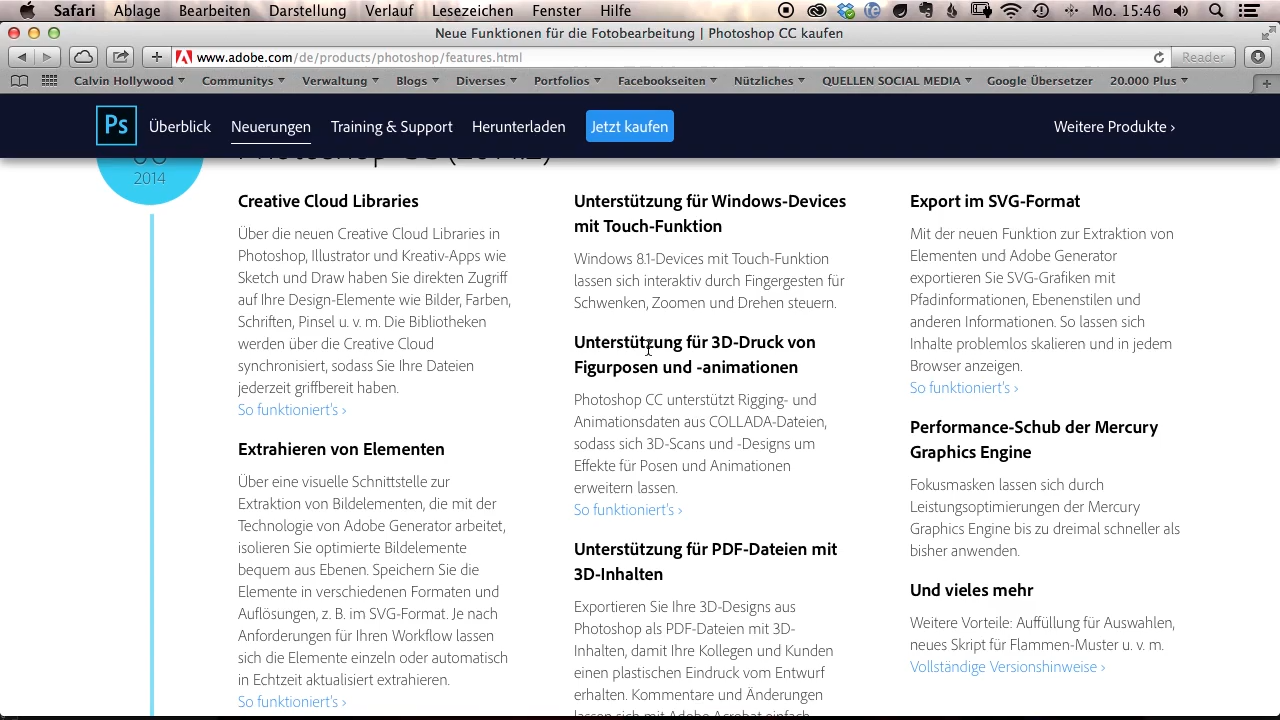 Safari Ablage Bearbeiten Darstellung Verlauf Lesezeichen Fenster Hilfe Mo. 15:46
Neue Funktionen für die Fotobearbeitung | Photoshop CC kaufen
www.adobe.com/de/products/photoshop/features.html Reader
Calvin Hollywood Communitys Verwaltung Blogs Diverses Portfolios Facebookseiten Nützliches QUELLEN SOCIAL MEDIA Google Übersetzer 20.000 Plus
Ps Überblick Neuerungen Training & Support Herunterladen Jetzt kaufen Weitere Produkte ›
2014
Creative Cloud Libraries
Über die neuen Creative Cloud Libraries in
Photoshop, Illustrator und Kreativ-Apps wie
Sketch und Draw haben Sie direkten Zugriff
auf Ihre Design-Elemente wie Bilder, Farben,
Schriften, Pinsel u. v. m. Die Bibliotheken
werden über die Creative Cloud
synchronisiert, sodass Sie Ihre Dateien
jederzeit griffbereit haben.
So funktioniert's ›
Extrahieren von Elementen
Über eine visuelle Schnittstelle zur
Extraktion von Bildelementen, die mit der
Technologie von Adobe Generator arbeitet,
isolieren Sie optimierte Bildelemente
bequem aus Ebenen. Speichern Sie die
Elemente in verschiedenen Formaten und
Auflösungen, z. B. im SVG-Format. Je nach
Anforderungen für Ihren Workflow lassen
sich die Elemente einzeln oder automatisch
in Echtzeit aktualisiert extrahieren.
So funktioniert's ›
Unterstützung für Windows-Devices
mit Touch-Funktion
Windows 8.1-Devices mit Touch-Funktion
lassen sich interaktiv durch Fingergesten für
Schwenken, Zoomen und Drehen steuern.
Unterstützung für 3D-Druck von
Figurposen und -animationen
Photoshop CC unterstützt Rigging- und
Animationsdaten aus COLLADA-Dateien,
sodass sich 3D-Scans und -Designs um
Effekte für Posen und Animationen
erweitern lassen.
So funktioniert's ›
Unterstützung für PDF-Dateien mit
3D-Inhalten
Exportieren Sie Ihre 3D-Designs aus
Photoshop als PDF-Dateien mit 3D-
Inhalten, damit Ihre Kollegen und Kunden
einen plastischen Eindruck vom Entwurf
erhalten. Kommentare und Änderungen
lassen sich mit Adobe Acrobat einfach
Export im SVG-Format
Mit der neuen Funktion zur Extraktion von
Elementen und Adobe Generator
exportieren Sie SVG-Grafiken mit
Pfadinformationen, Ebenenstilen und
anderen Informationen. So lassen sich
Inhalte problemlos skalieren und in jedem
Browser anzeigen.
So funktioniert's ›
Performance-Schub der Mercury
Graphics Engine
Fokusmasken lassen sich durch
Leistungsoptimierungen der Mercury
Graphics Engine bis zu dreimal schneller als
bisher anwenden.
Und vieles mehr
Weitere Vorteile: Auffüllung für Auswahlen,
neues Skript für Flammen-Muster u. v. m.
Vollständige Versionshinweise ›